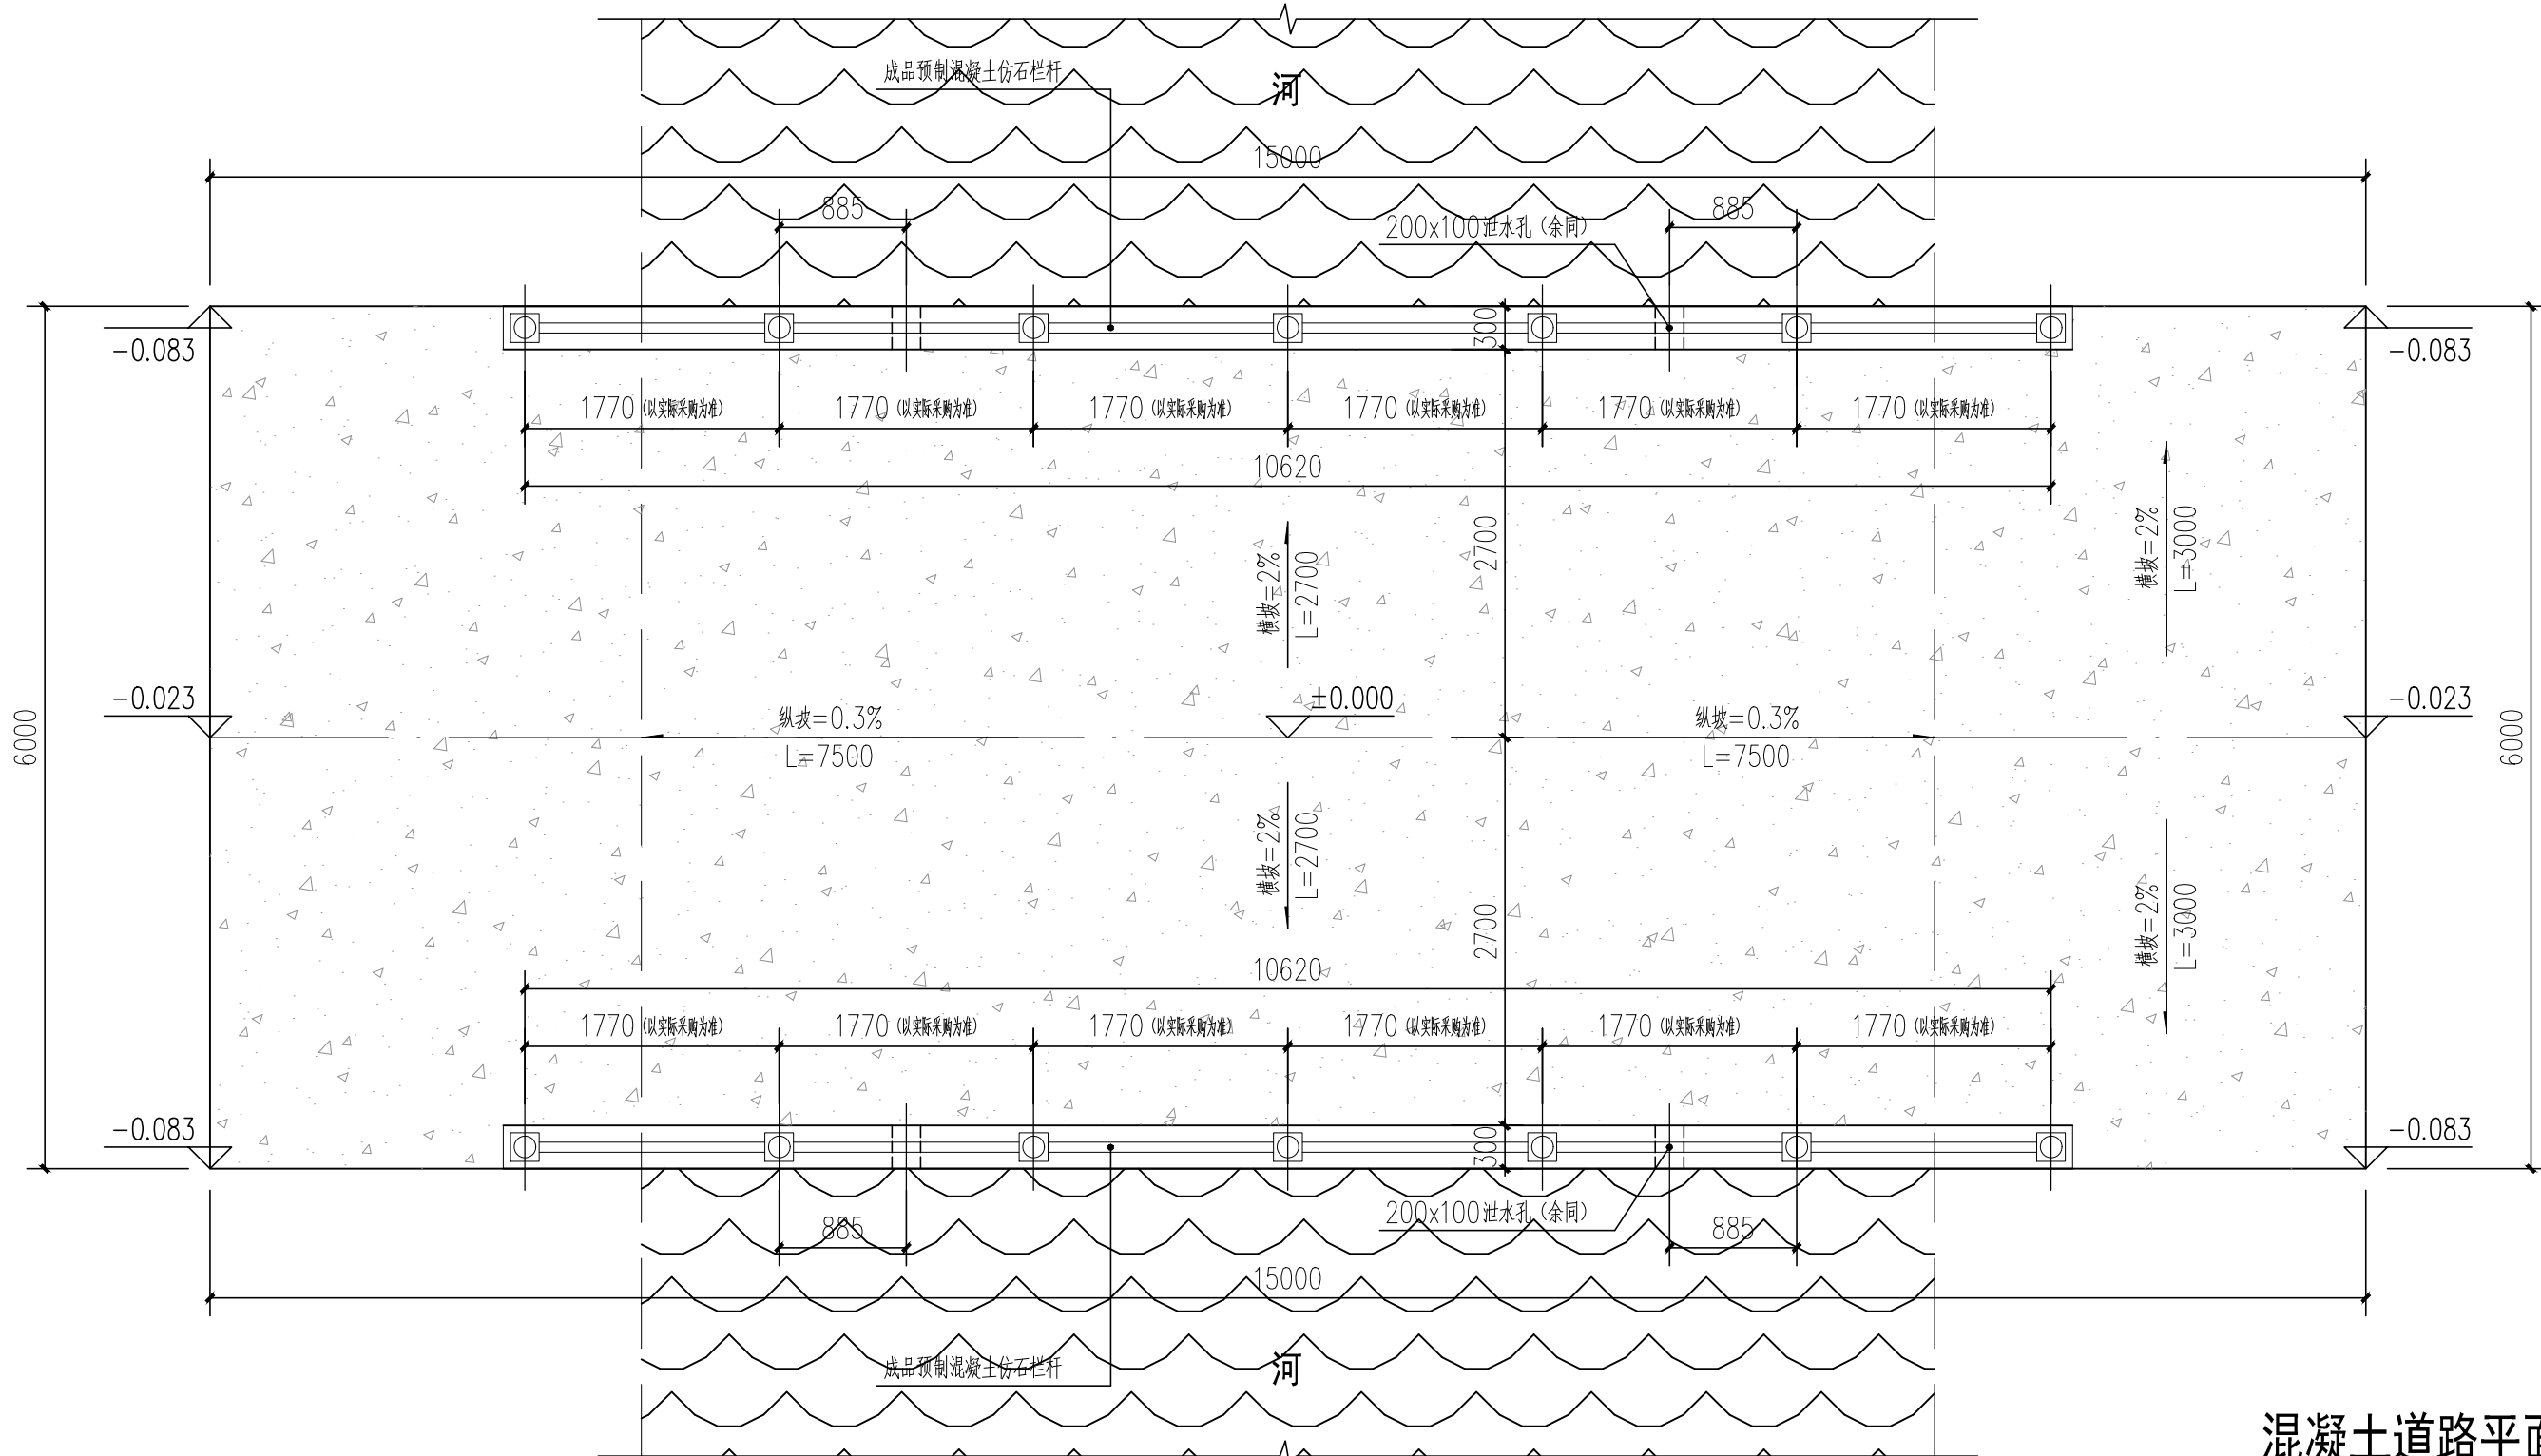 成品预制混凝土仿石栏杆
河
15000
885
200x100泄水孔（余同）
885
300
-0.083
-0.083
1770（以实际采购为准）
1770（以实际采购为准）
1770（以实际采购为准）
1770（以实际采购为准）
1770（以实际采购为准）
1770（以实际采购为准）
10620
2700
横坡=2%
L=2700
横坡=2%
L=3000
-0.023
±0.000
-0.023
纵坡=0.3%
L=7500
纵坡=0.3%
L=7500
6000
6000
横坡=2%
L=2700
2700
横坡=2%
L=3000
10620
1770（以实际采购为准）
1770（以实际采购为准）
1770（以实际采购为准）
1770（以实际采购为准）
1770（以实际采购为准）
1770（以实际采购为准）
-0.083
-0.083
300
200x100泄水孔（余同）
885
885
15000
成品预制混凝土仿石栏杆
河
混凝土道路平面